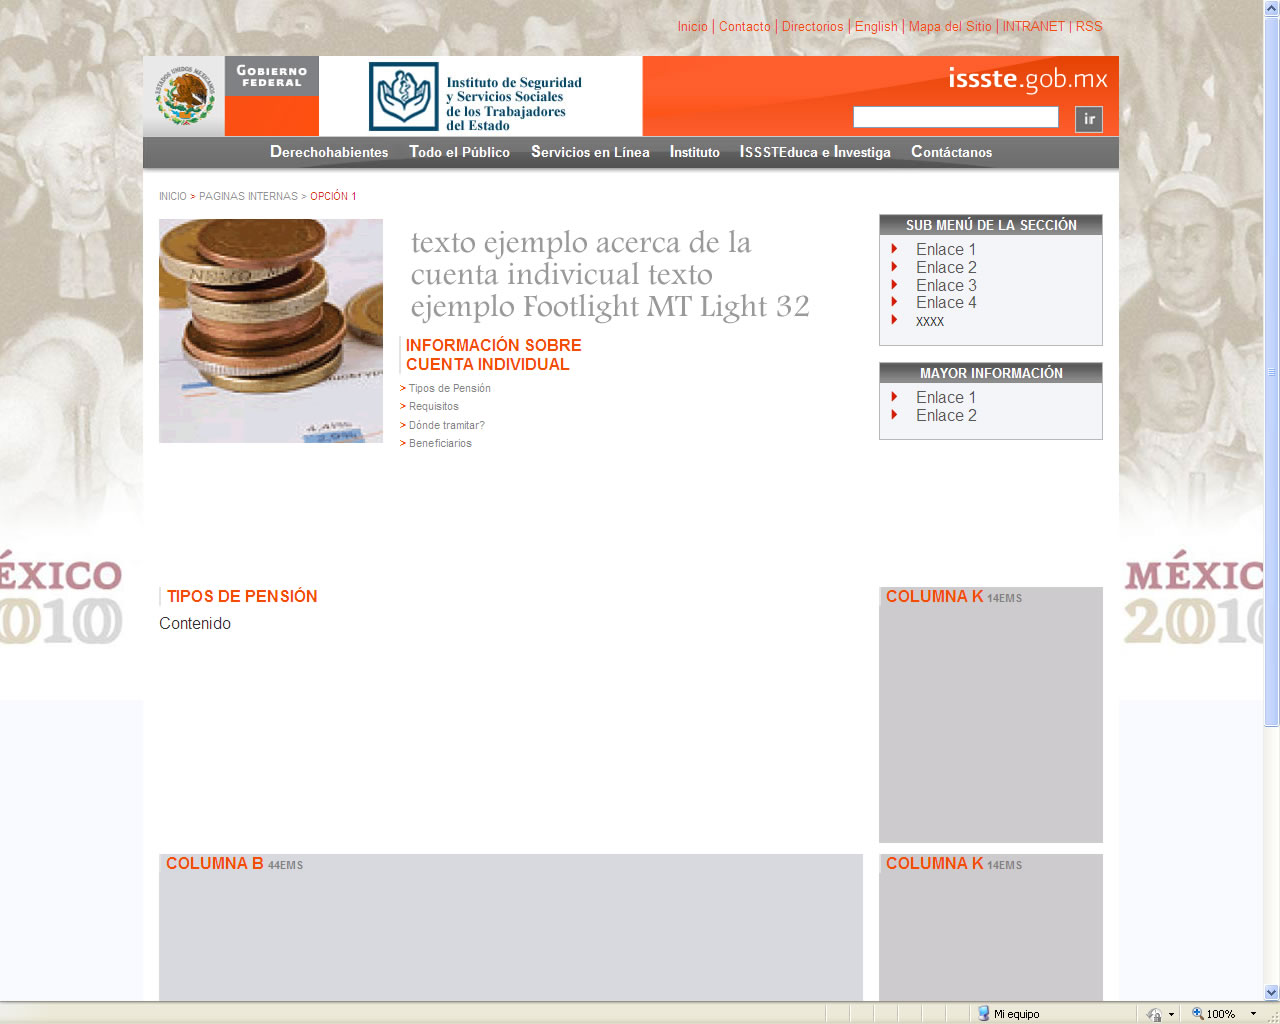 Inicio | Contacto | Directorios | English | Mapa del Sitio | INTRANET | RSS
ESTADOS UNIDOS MEXICANOS
GOBIERNO
FEDERAL
Instituto de Seguridad
y Servicios Sociales
de los Trabajadores
del Estado
issste.gob.mx
ir
Derechohabientes Todo el Público Servicios en Línea Instituto ISSSTEduca e Investiga Contáctanos
INICIO > PAGINAS INTERNAS > OPCIÓN 1
texto ejemplo acerca de la
cuenta indivicual texto
ejemplo Footlight MT Light 32
INFORMACIÓN SOBRE
CUENTA INDIVIDUAL
> Tipos de Pensión
> Requisitos
> Dónde tramitar?
> Beneficiarios
SUB MENÚ DE LA SECCIÓN
Enlace 1
Enlace 2
Enlace 3
Enlace 4
xxxx
MAYOR INFORMACIÓN
Enlace 1
Enlace 2
ÉXICO
2010
MÉXIC
2010
TIPOS DE PENSIÓN
Contenido
COLUMNA K 14EMS
COLUMNA B 44EMS
COLUMNA K 14EMS
Mi equipo
100%